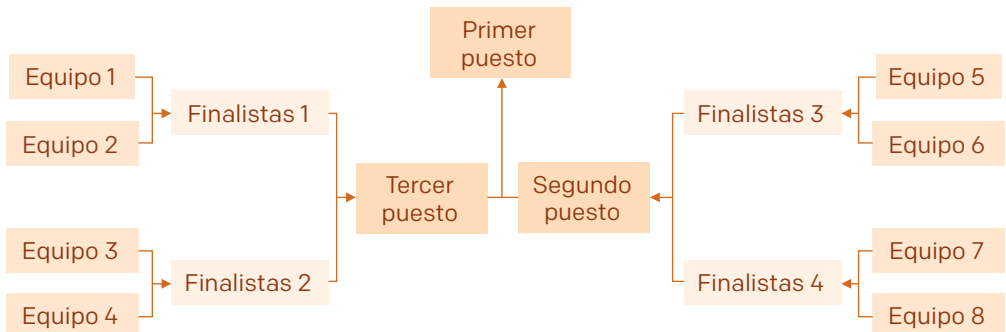 Primer
puesto
Equipo 1
Equipo 2
Finalistas 1
Equipo 3
Equipo 4
Finalistas 2
Tercer
puesto
Segundo
puesto
Finalistas 3
Equipo 5
Equipo 6
Finalistas 4
Equipo 7
Equipo 8